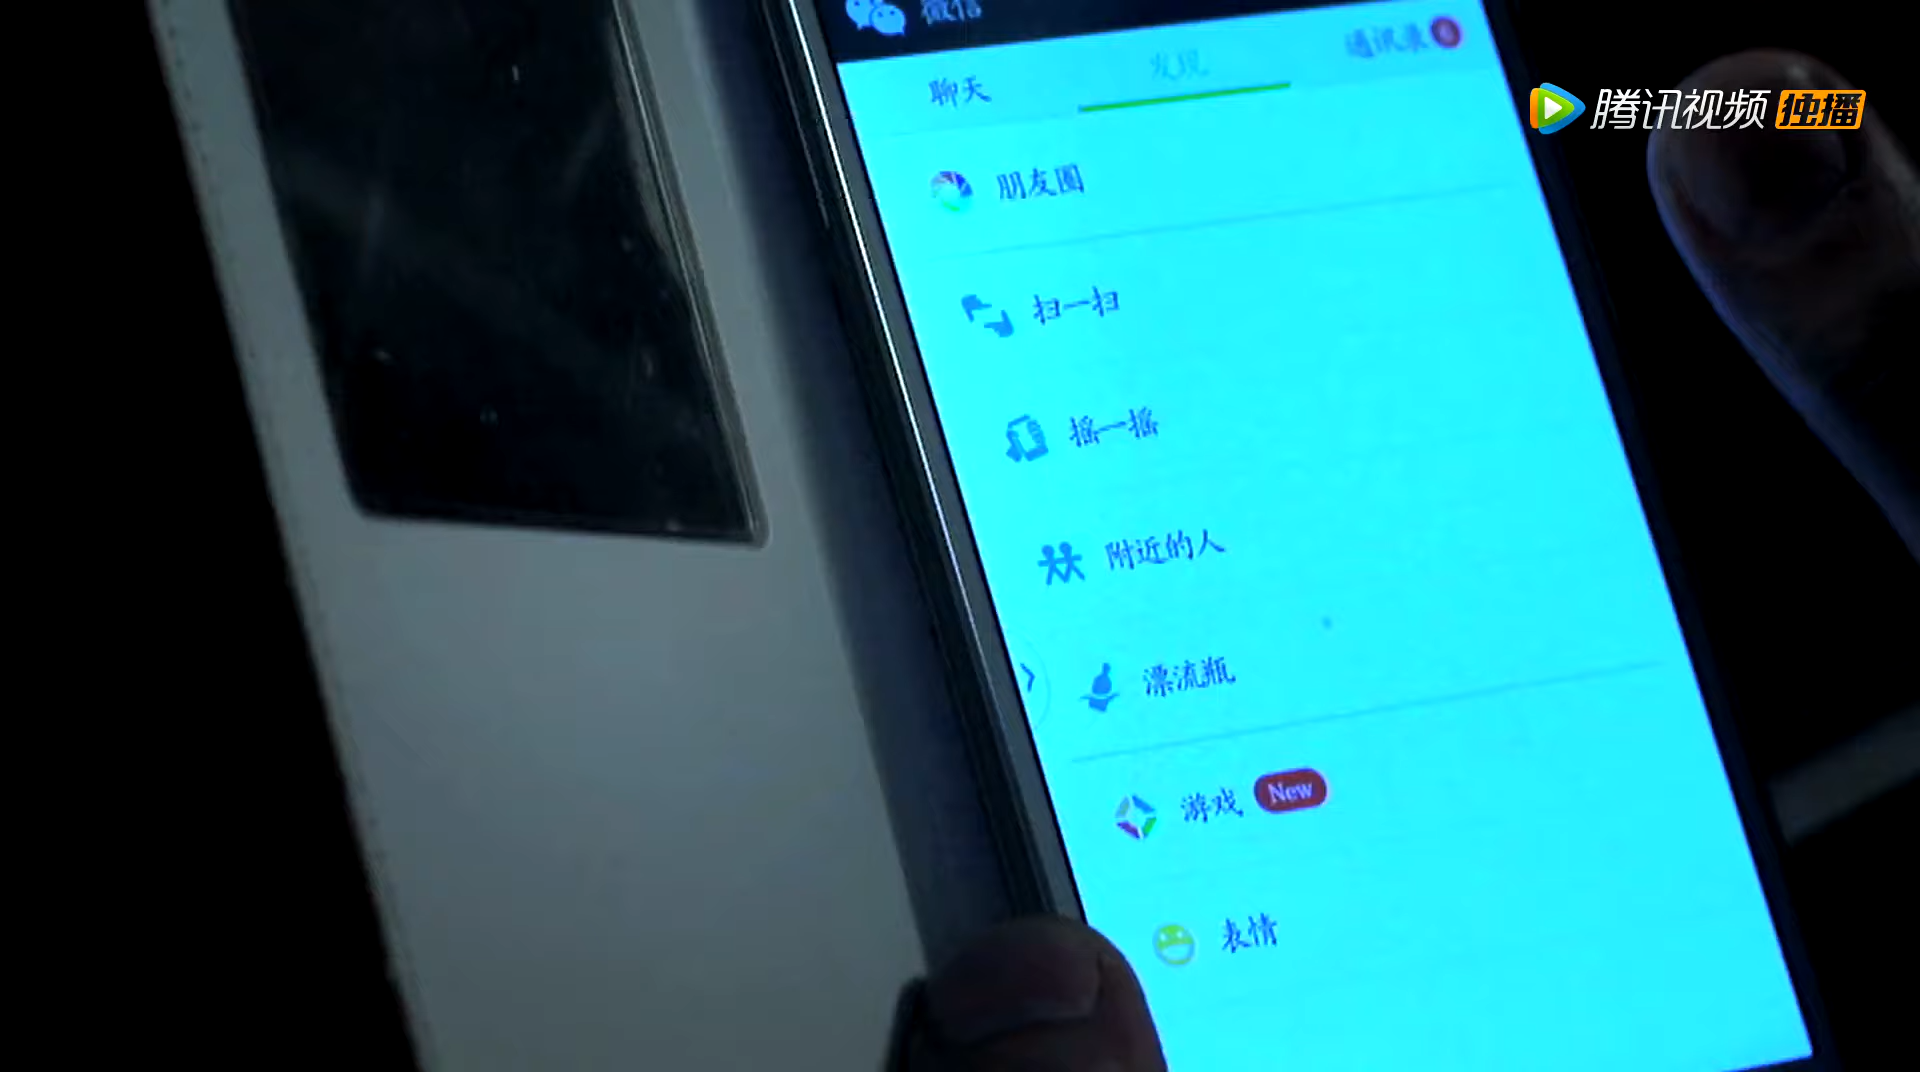 微信
聊天 发现 通讯录
腾讯视频 独播
朋友圈
扫一扫
摇一摇
附近的人
漂流瓶
游戏 New
表情